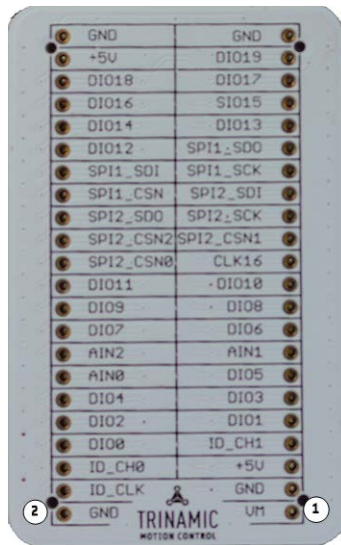 GND GND
+5V DIO19
DIO18 DIO17
DIO16 SIO15
DIO14 DIO13
DIO12 SPI1_SDO
SPI1_SDI SPI1_SCK
SPI1_CSN SPI2_SDI
SPI2_SDO SPI2_SCK
SPI2_CSN2 SPI2_CSN1
SPI2_CSN0 CLK16
DIO11 DIO10
DIO9 DIO8
DIO7 DIO6
AIN2 AIN1
AIN0 DIO5
DIO4 DIO3
DIO2 DIO1
DIO0 ID_CH1
ID_CH0 +5V
ID_CLK GND
2 GND TRINAMIC VM 1
MOTION CONTROL